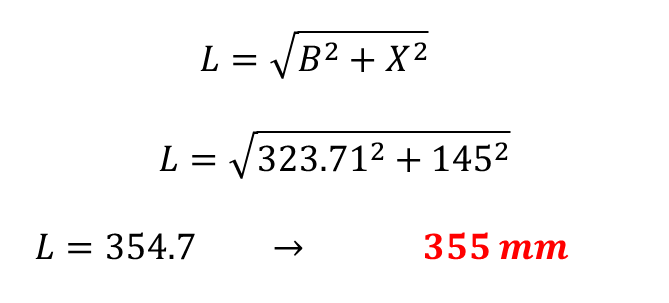 L = √(B² + X²)
L = √(323.71² + 145²)
L = 354.7 → 355 mm